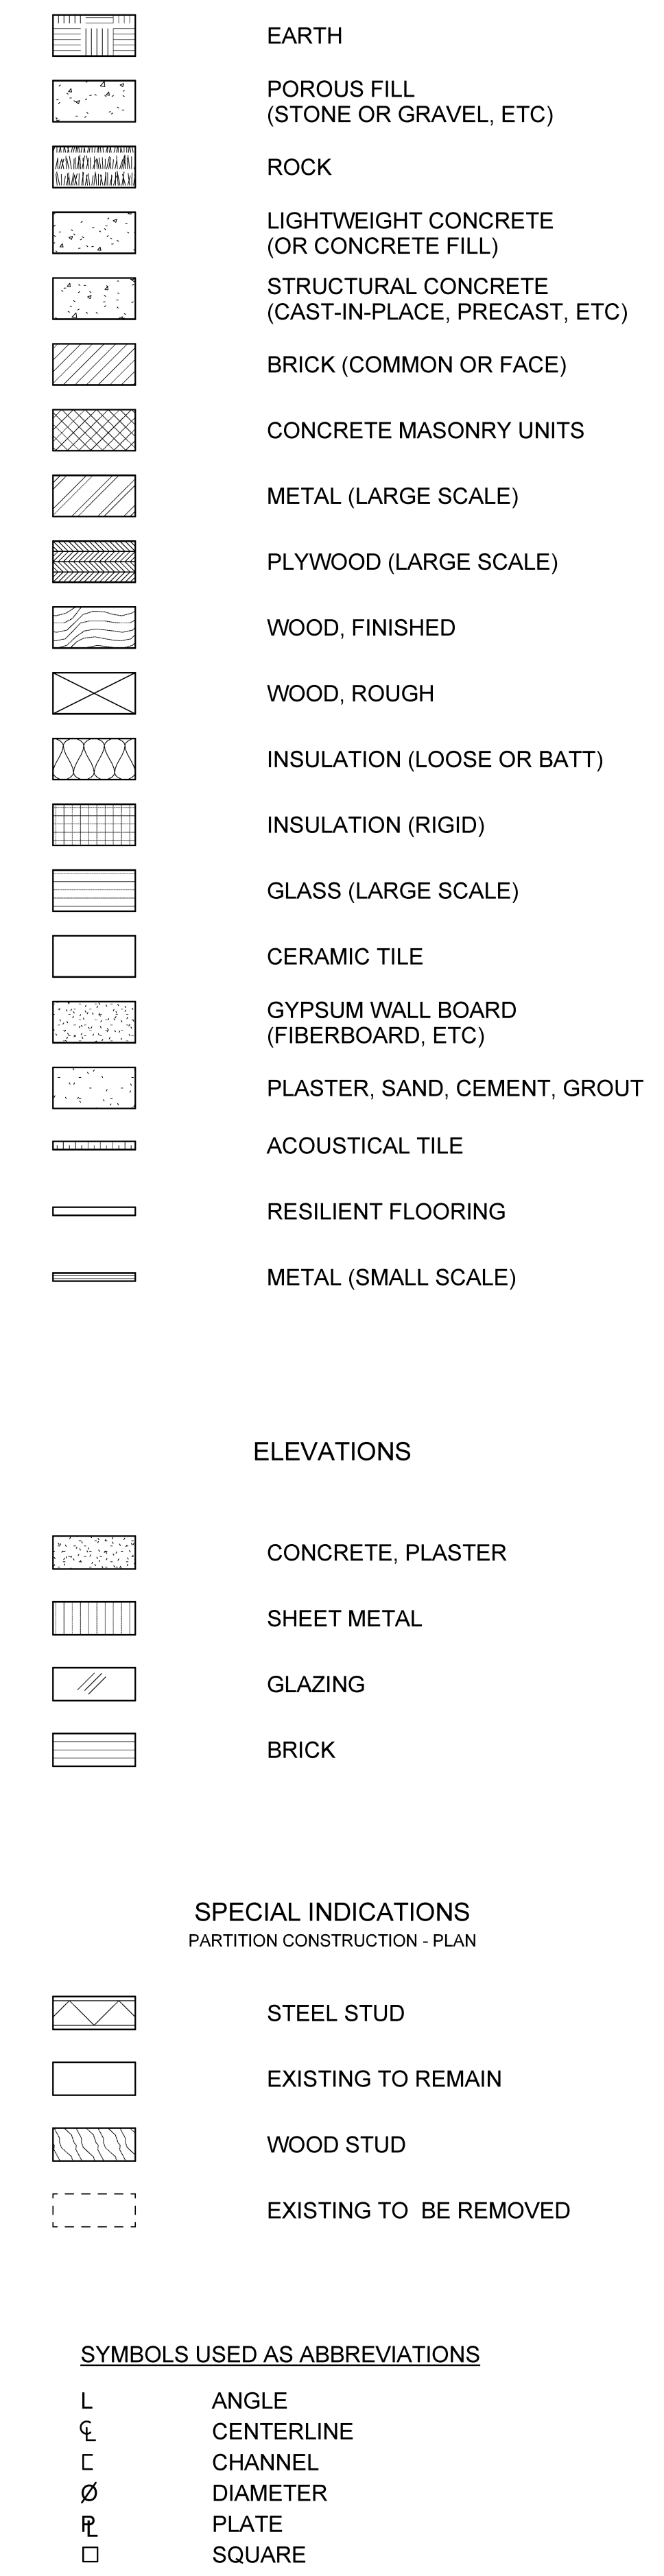 EARTH
POROUS FILL
(STONE OR GRAVEL, ETC)
ROCK
LIGHTWEIGHT CONCRETE
(OR CONCRETE FILL)
STRUCTURAL CONCRETE
(CAST-IN-PLACE, PRECAST, ETC)
BRICK (COMMON OR FACE)
CONCRETE MASONRY UNITS
METAL (LARGE SCALE)
PLYWOOD (LARGE SCALE)
WOOD, FINISHED
WOOD, ROUGH
INSULATION (LOOSE OR BATT)
INSULATION (RIGID)
GLASS (LARGE SCALE)
CERAMIC TILE
GYPSUM WALL BOARD
(FIBERBOARD, ETC)
PLASTER, SAND, CEMENT, GROUT
ACOUSTICAL TILE
RESILIENT FLOORING
METAL (SMALL SCALE)
ELEVATIONS
CONCRETE, PLASTER
SHEET METAL
GLAZING
BRICK
SPECIAL INDICATIONS
PARTITION CONSTRUCTION - PLAN
STEEL STUD
EXISTING TO REMAIN
WOOD STUD
EXISTING TO  BE REMOVED
SYMBOLS USED AS ABBREVIATIONS
L ANGLE
℄ CENTERLINE
⊏ CHANNEL
Ø DIAMETER
PL PLATE
□ SQUARE